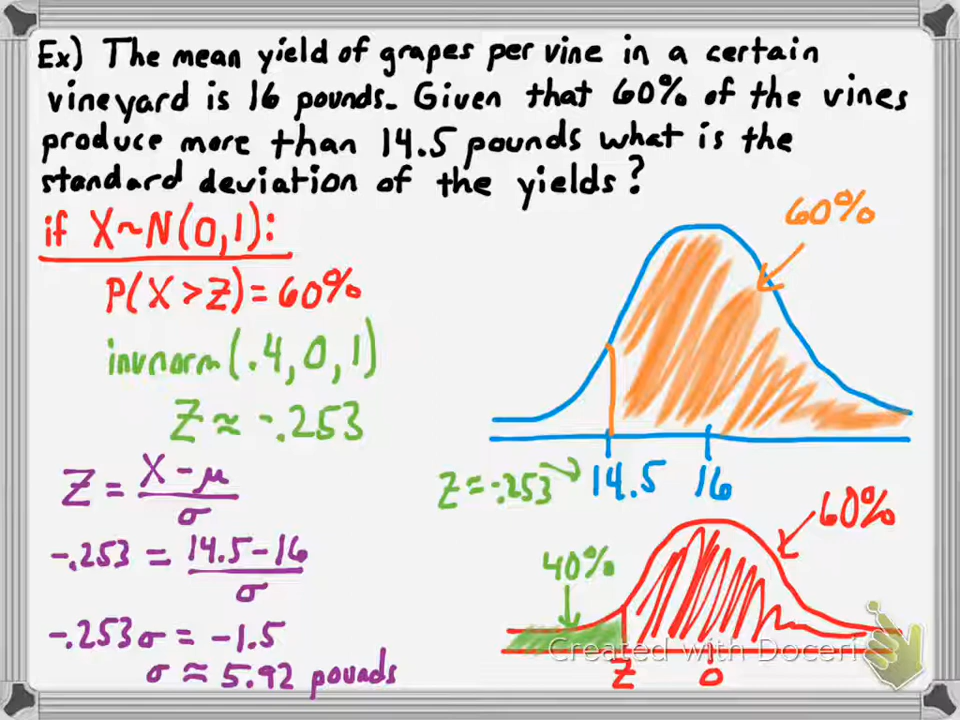 Ex) The mean yield of grapes per vine in a certain
vineyard is 16 pounds. Given that 60% of the vines
produce more than 14.5 pounds what is the
standard deviation of the yields?
if X~N(0,1):
P(X>Z)=60%
invnorm(.4,0,1)
Z≈-.253
Z = X-μ
σ
-.253 = 14.5-16
σ
-.253σ = -1.5
σ ≈ 5.92 pounds
60%
Z=-.253
14.5
16
60%
40%
Z
0
Created with Doceri